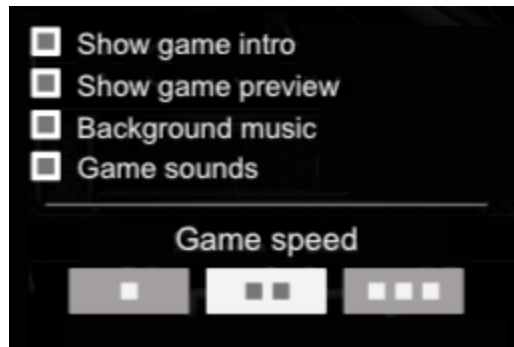 Show game intro
Show game preview
Background music
Game sounds
Game speed